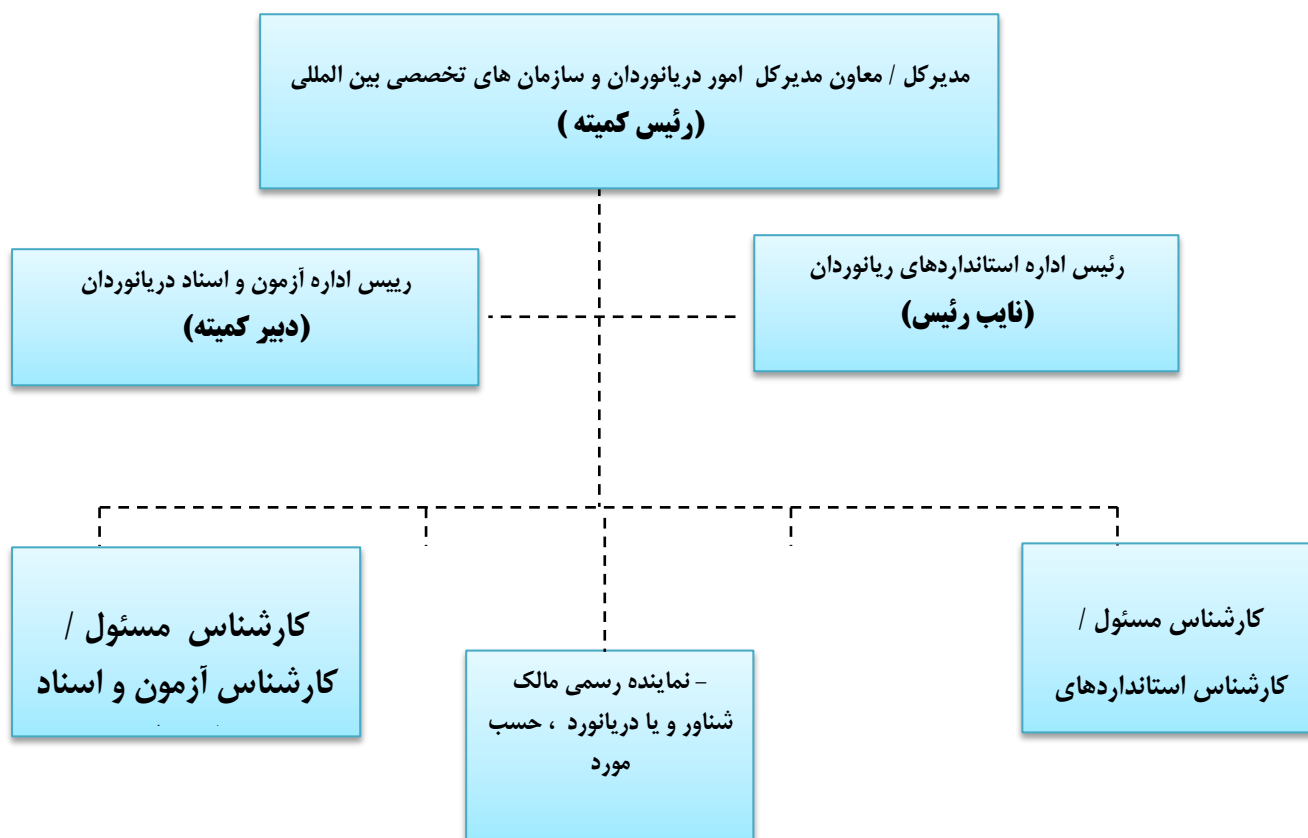 مدیرکل / معاون مدیرکل امور دریانوردان و سازمان های تخصصی بین المللی
(رئیس کمیته )
رئیس اداره استانداردهای ریانوردان
(نایب رئیس)
رییس اداره آزمون و اسناد دریانوردان
(دبیر کمیته)
کارشناس مسئول /
کارشناس استانداردهای
– نماینده رسمی مالک
شناور و یا دریانورد ، حسب
مورد
کارشناس مسئول /
کارشناس آزمون و اسناد